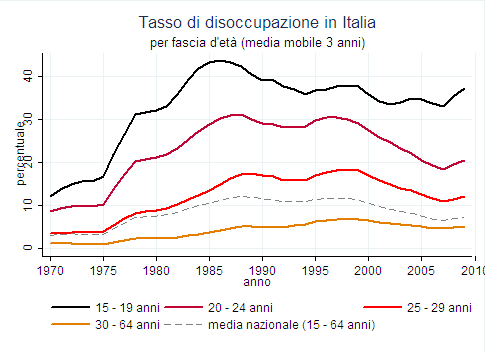 Tasso di disoccupazione in Italia
per fascia d'età (media mobile 3 anni)
percentuale
40
30
20
10
0
1970 1975 1980 1985 1990 1995 2000 2005 2010
anno
15 - 19 anni 20 - 24 anni 25 - 29 anni
30 - 64 anni media nazionale (15 - 64 anni)